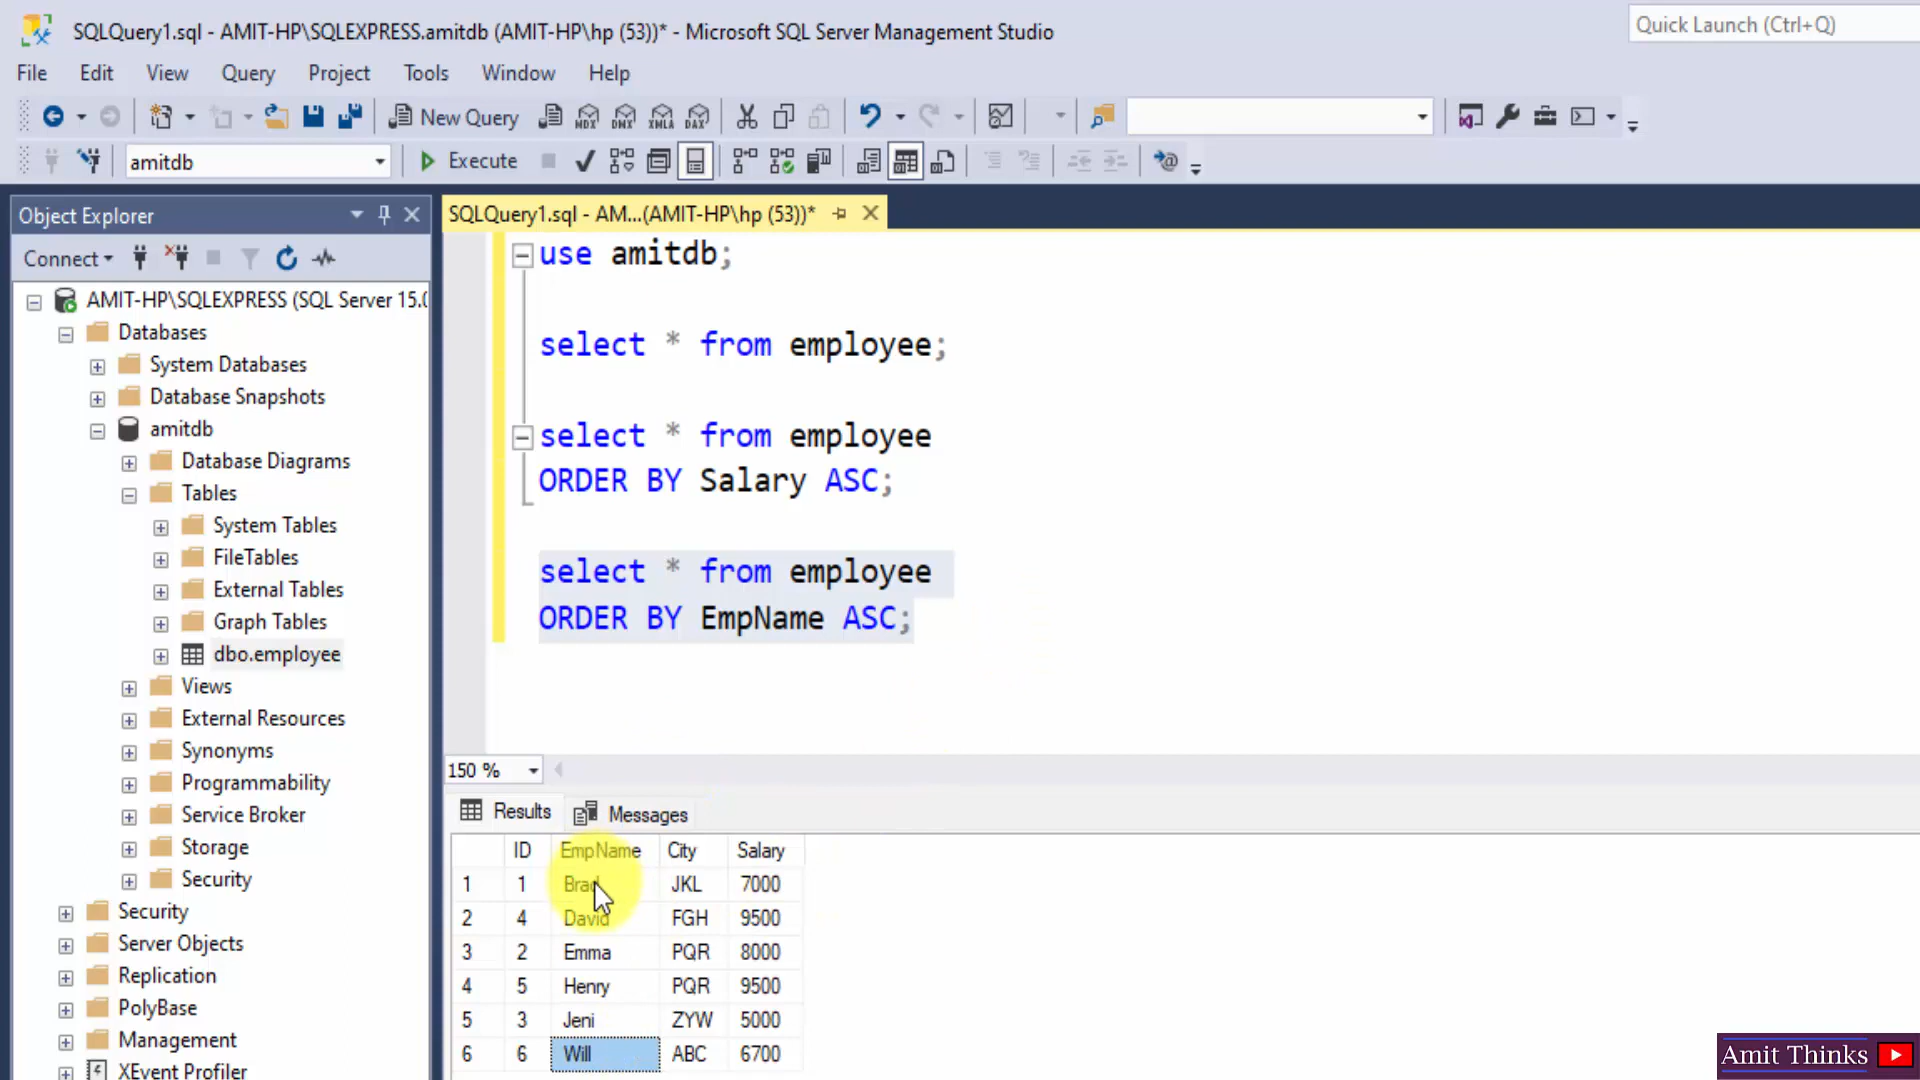 SQLQuery1.sql - AMIT-HP\SQLEXPRESS.amitdb (AMIT-HP\hp (53))* - Microsoft SQL Server Management Studio
Quick Launch (Ctrl+Q)
File Edit View Query Project Tools Window Help
New Query MDX DMX XMLA DAX
amitdb Execute
Object Explorer
Connect
AMIT-HP\SQLEXPRESS (SQL Server 15.0
Databases
System Databases
Database Snapshots
amitdb
Database Diagrams
Tables
System Tables
FileTables
External Tables
Graph Tables
dbo.employee
Views
External Resources
Synonyms
Programmability
Service Broker
Storage
Security
Security
Server Objects
Replication
PolyBase
Management
XEvent Profiler
SQLQuery1.sql - AM...(AMIT-HP\hp (53))*
use amitdb;
select * from employee;
select * from employee
ORDER BY Salary ASC;
select * from employee
ORDER BY EmpName ASC;
150 %
Results Messages
ID EmpName City Salary
1 1 Brad JKL 7000
2 4 David FGH 9500
3 2 Emma PQR 8000
4 5 Henry PQR 9500
5 3 Jeni ZYW 5000
6 6 Will ABC 6700
Amit Thinks